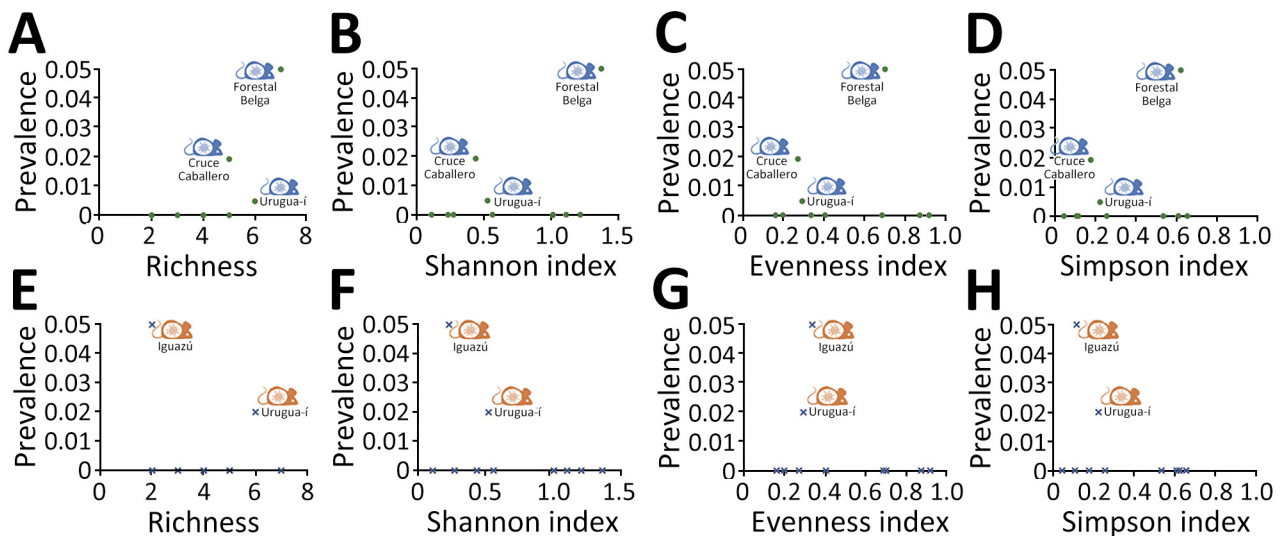 A
Prevalence
0.05
0.04
0.03
0.02
0.01
0
Forestal
Belga
Cruce
Caballero
Urugua-í
0 2 4 6 8
Richness
B
Prevalence
0.05
0.04
0.03
0.02
0.01
0
Forestal
Belga
Cruce
Caballero
Urugua-í
0 0.5 1.0 1.5
Shannon index
C
Prevalence
0.05
0.04
0.03
0.02
0.01
0
Forestal
Belga
Cruce
Caballero
Urugua-í
0 0.2 0.4 0.6 0.8 1.0
Evenness index
D
Prevalence
0.05
0.04
0.03
0.02
0.01
0
Forestal
Belga
Cruce
Caballero
Urugua-í
0 0.2 0.4 0.6 0.8 1.0
Simpson index
E
Prevalence
0.05
0.04
0.03
0.02
0.01
0
Iguazú
Urugua-í
0 2 4 6 8
Richness
F
Prevalence
0.05
0.04
0.03
0.02
0.01
0
Iguazú
Urugua-í
0 0.5 1.0 1.5
Shannon index
G
Prevalence
0.05
0.04
0.03
0.02
0.01
0
Iguazú
Urugua-í
0 0.2 0.4 0.6 0.8 1.0
Evenness index
H
Prevalence
0.05
0.04
0.03
0.02
0.01
0
Iguazú
Urugua-í
0 0.2 0.4 0.6 0.8 1.0
Simpson index